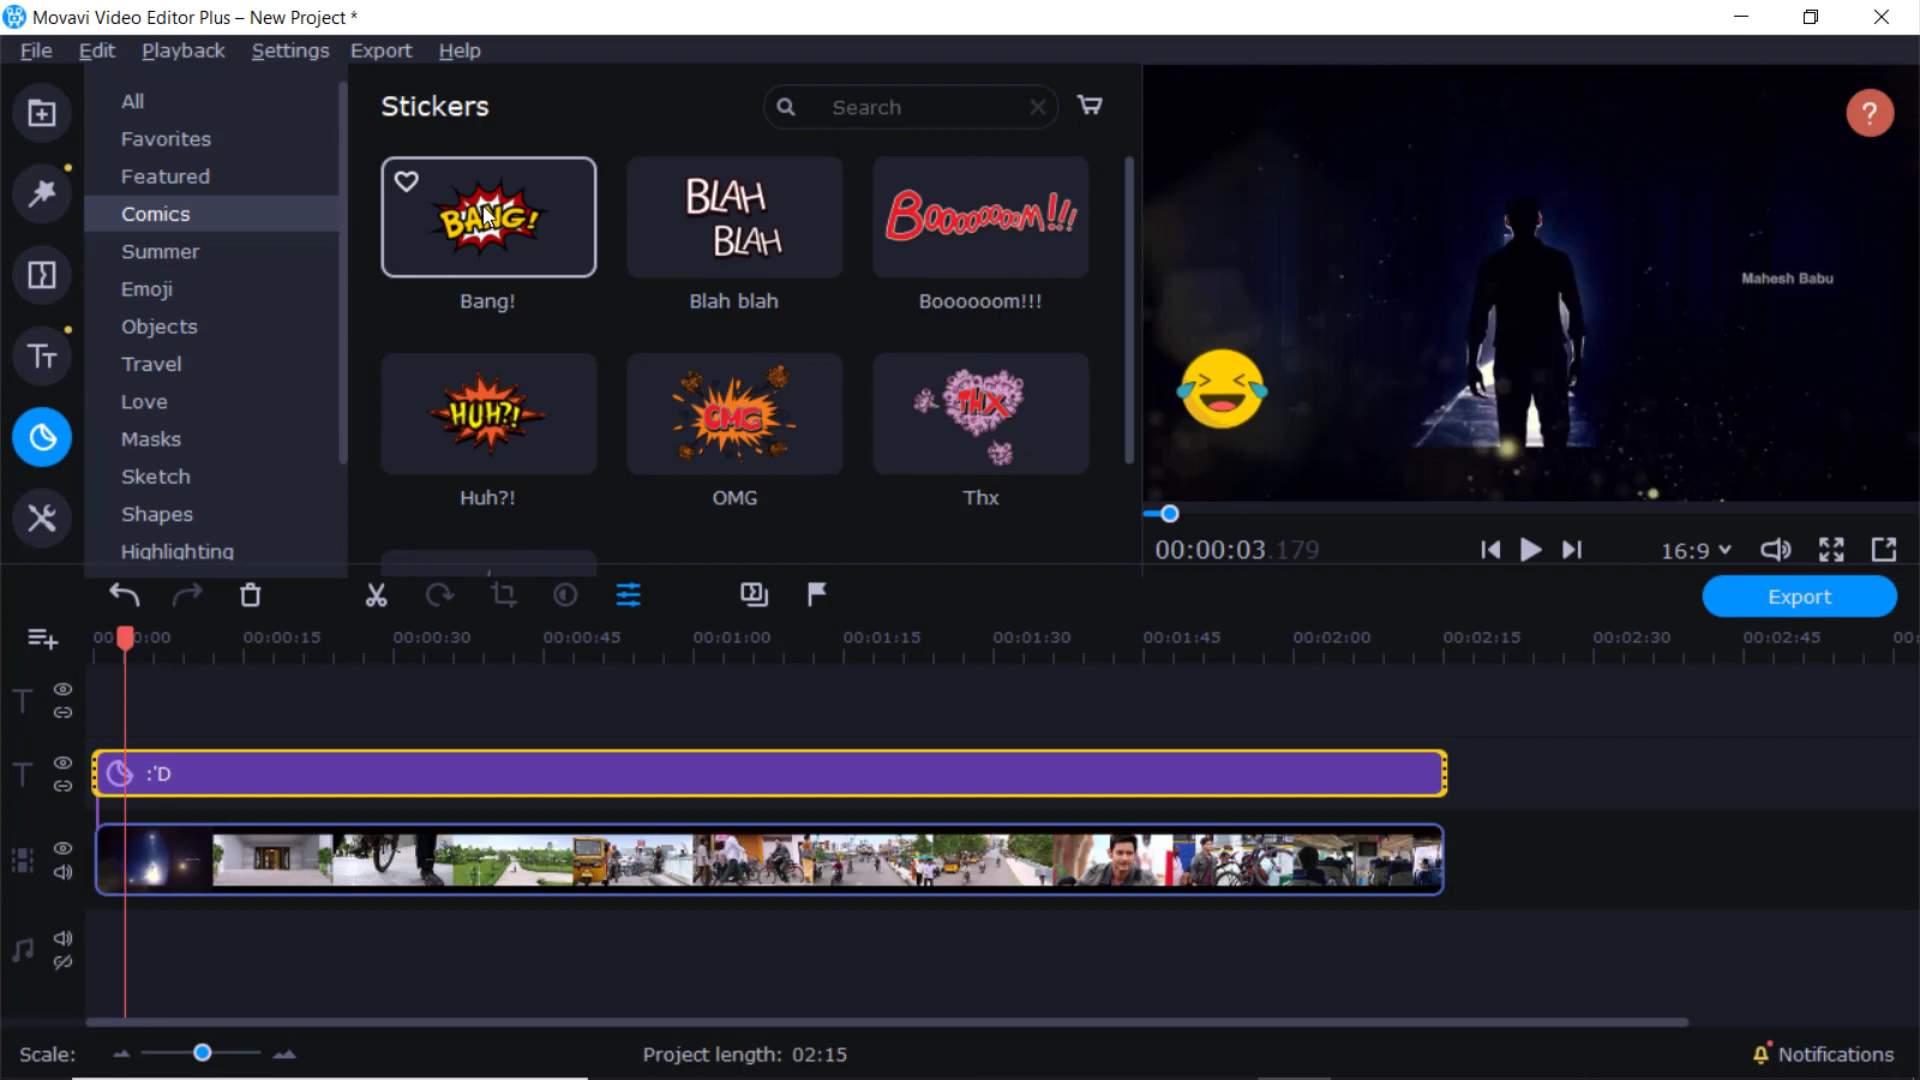 Movavi Video Editor Plus – New Project *
File Edit Playback Settings Export Help
All
Favorites
Featured
Comics
Summer
Emoji
Objects
Travel
Love
Masks
Sketch
Shapes
Highlighting
Stickers
Search
BANG!
BLAH
BLAH
BOOOOOOOM!!!
Bang!
Blah blah
Boooooom!!!
HUH?!
OMG
THX
Huh?!
OMG
Thx
?
Mahesh Babu
00:00:03.179
16:9
Export
00:00:15 00:00:30 00:00:45 00:01:00 00:01:15 00:01:30 00:01:45 00:02:00 00:02:15 00:02:30 00:02:45
:'D
Scale:
Project length: 02:15
Notifications